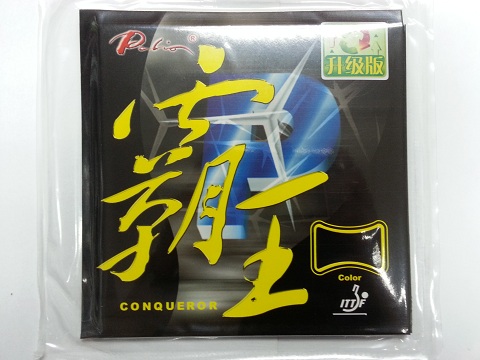 Palio®
升级版
霸王
CONQUEROR
Color
ITTF